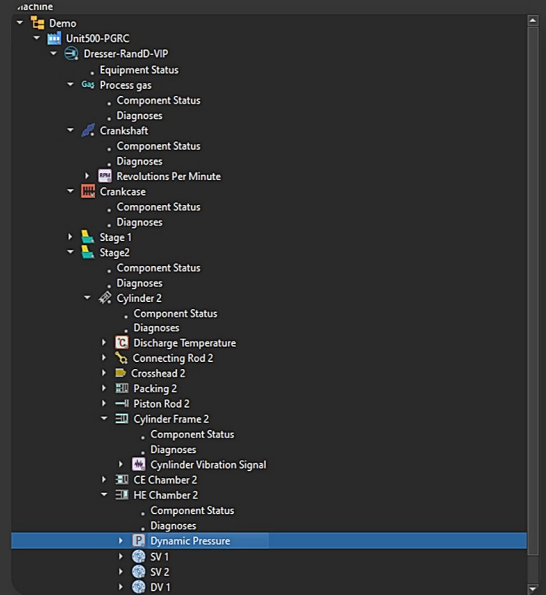 Machine
Demo
Unit500-PGRC
Dresser-RandD-VIP
Equipment Status
Gas Process gas
Component Status
Diagnoses
Crankshaft
Component Status
Diagnoses
RPM Revolutions Per Minute
Crankcase
Component Status
Diagnoses
Stage 1
Stage2
Component Status
Diagnoses
Cylinder 2
Component Status
Diagnoses
°C Discharge Temperature
Connecting Rod 2
Crosshead 2
Packing 2
Piston Rod 2
Cylinder Frame 2
Component Status
Diagnoses
Cynlinder Vibration Signal
CE Chamber 2
HE Chamber 2
Component Status
Diagnoses
P Dynamic Pressure
SV 1
SV 2
DV 1